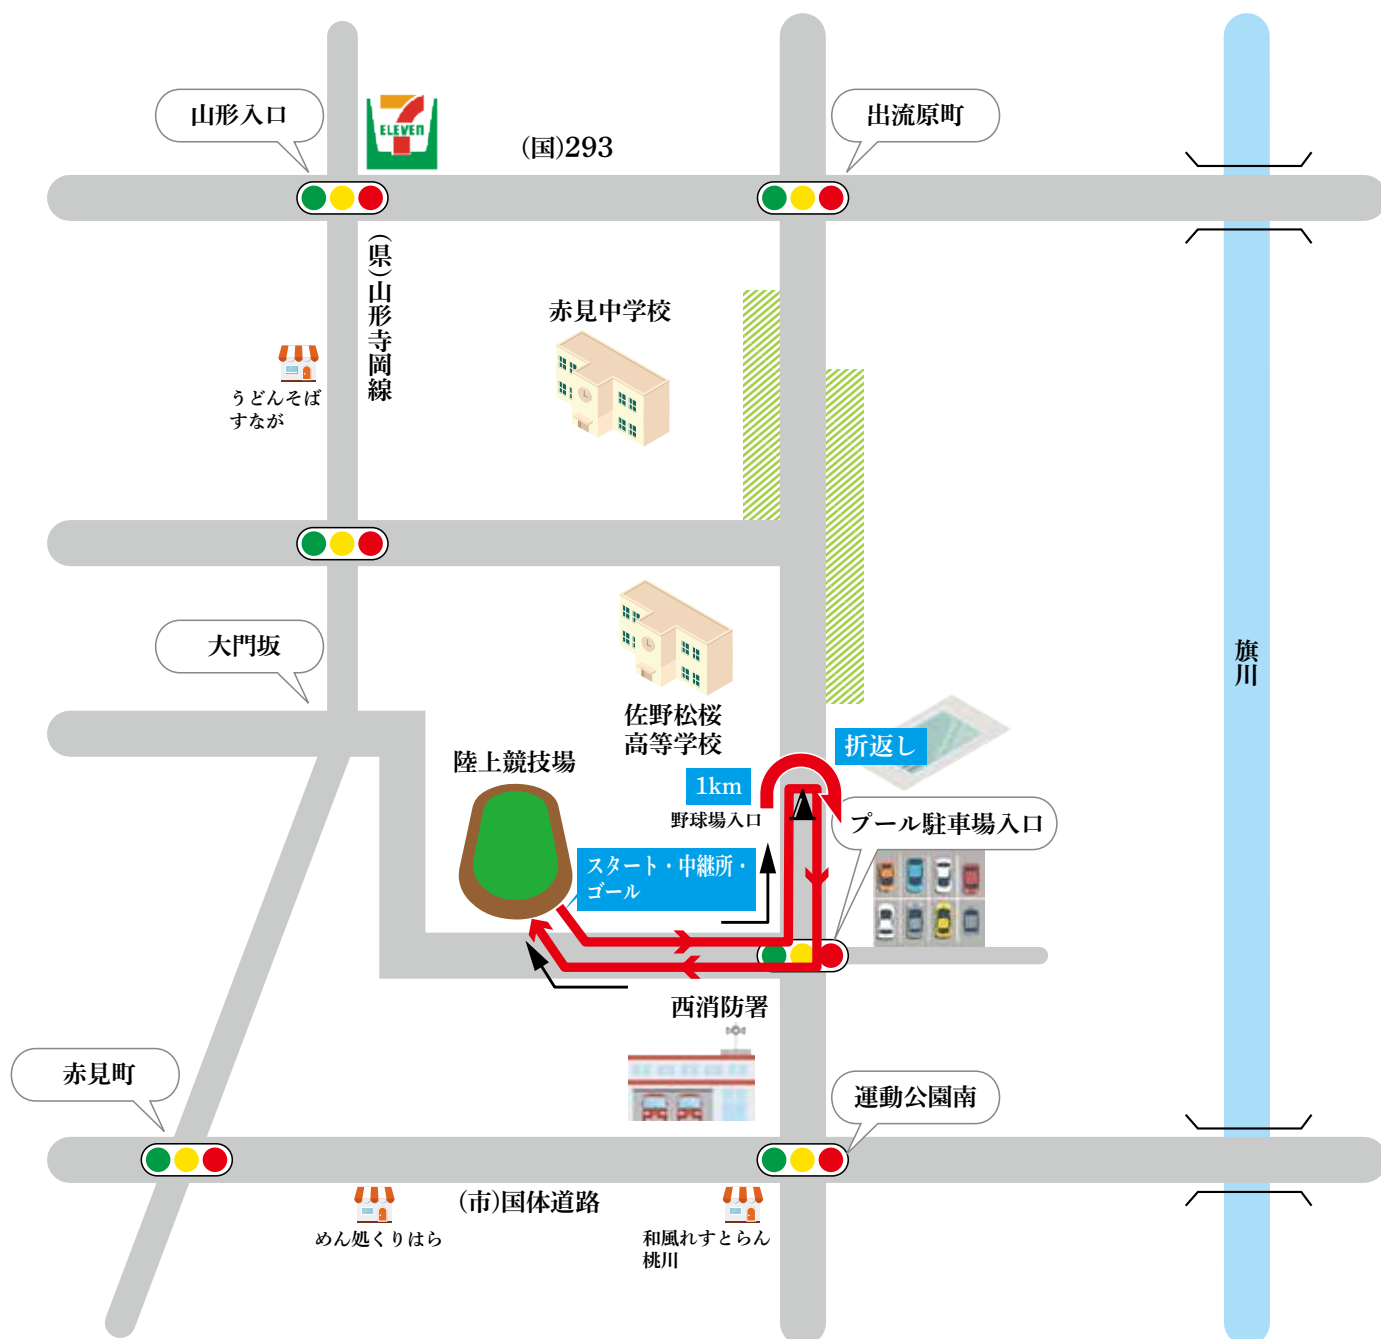 山形入口
7
ELEVEN
(国)293
出流原町
(県)山形寺岡線
赤見中学校
うどんそば
すなが
大門坂
佐野松桜
高等学校
旗川
陸上競技場
折返し
1km
野球場入口
プール駐車場入口
スタート・中継所・
ゴール
西消防署
赤見町
運動公園南
(市)国体道路
めん処くりはら
和風れすとらん
桃川